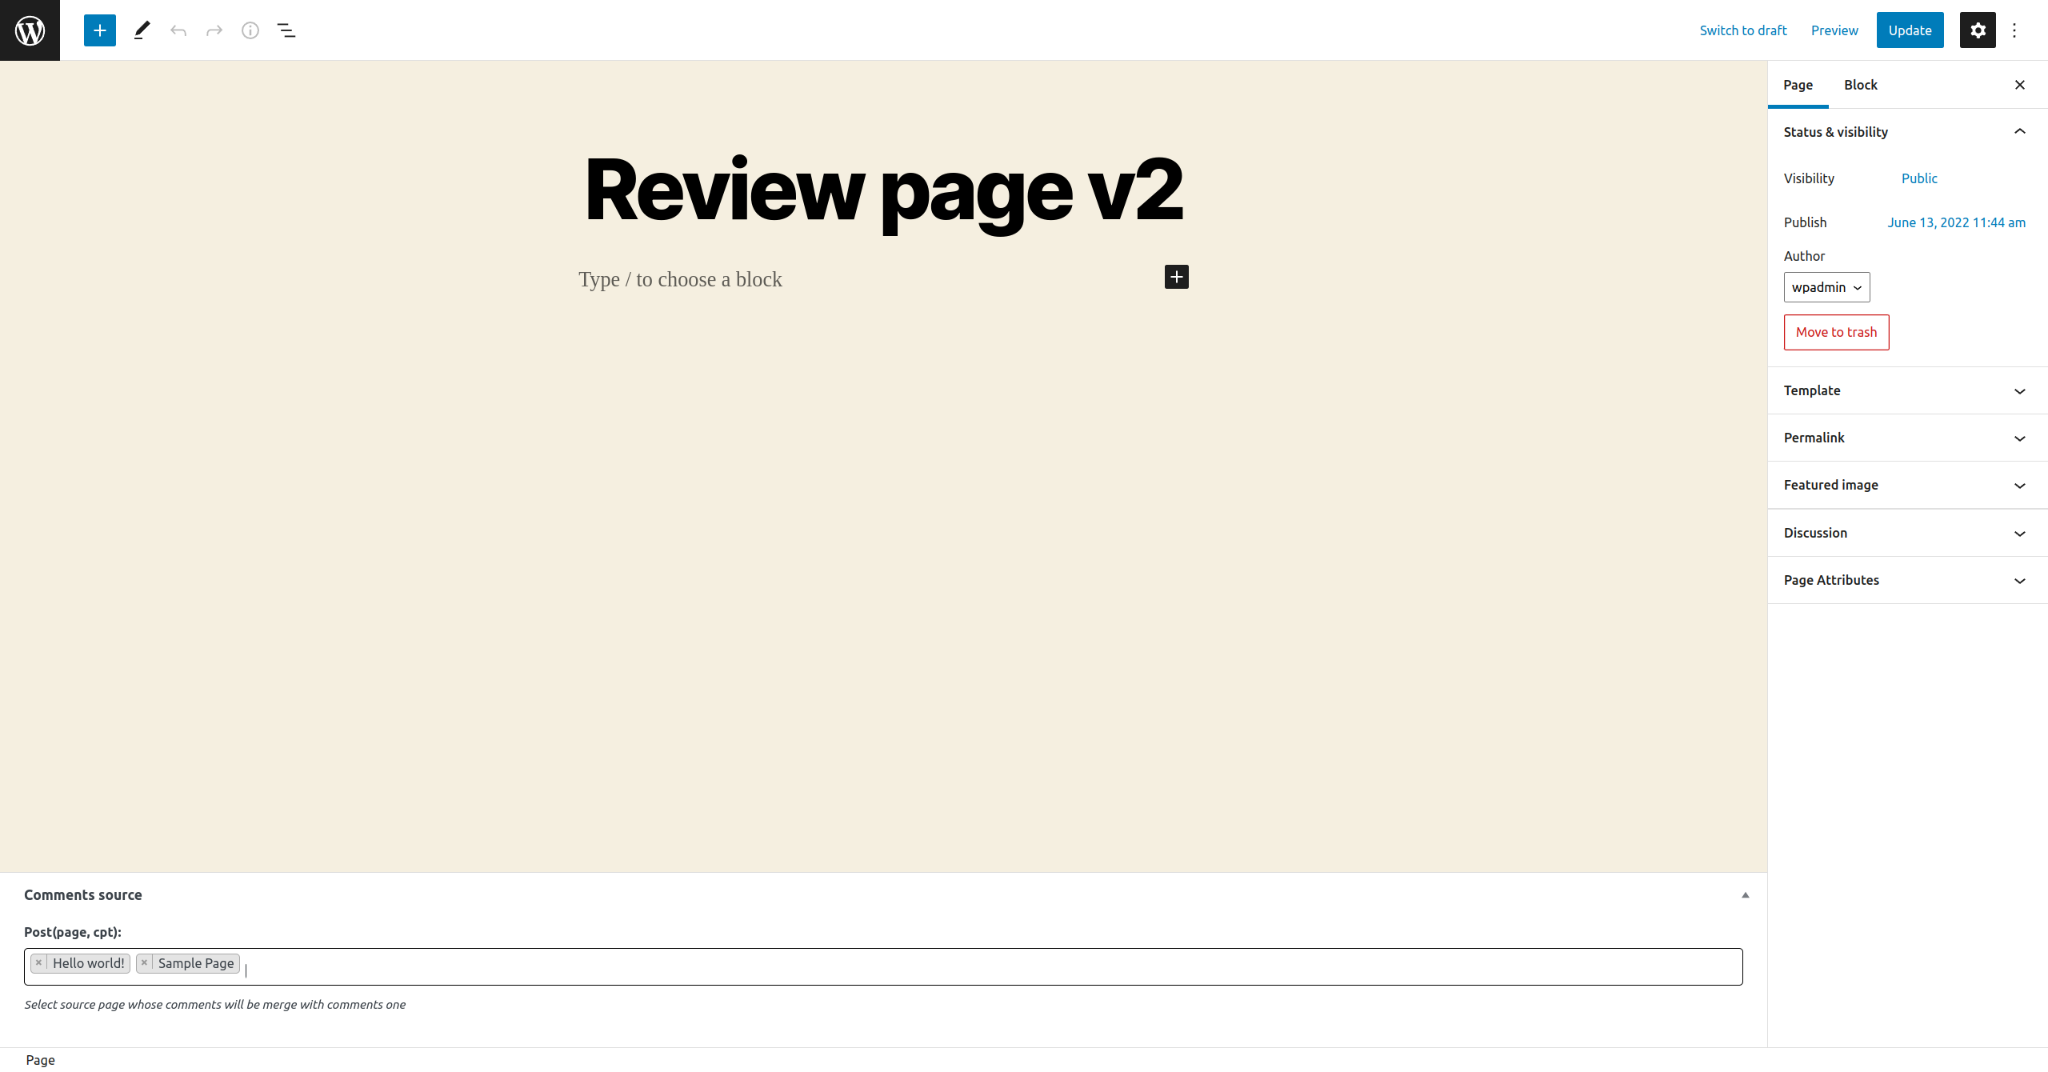 Switch to draft Preview Update
Page Block
Status & visibility
Visibility Public
Publish June 13, 2022 11:44 am
Author
wpadmin
Move to trash
Template
Permalink
Featured image
Discussion
Page Attributes
Review page v2
Type / to choose a block
Comments source
Post(page, cpt):
× Hello world! × Sample Page
Select source page whose comments will be merge with comments one
Page